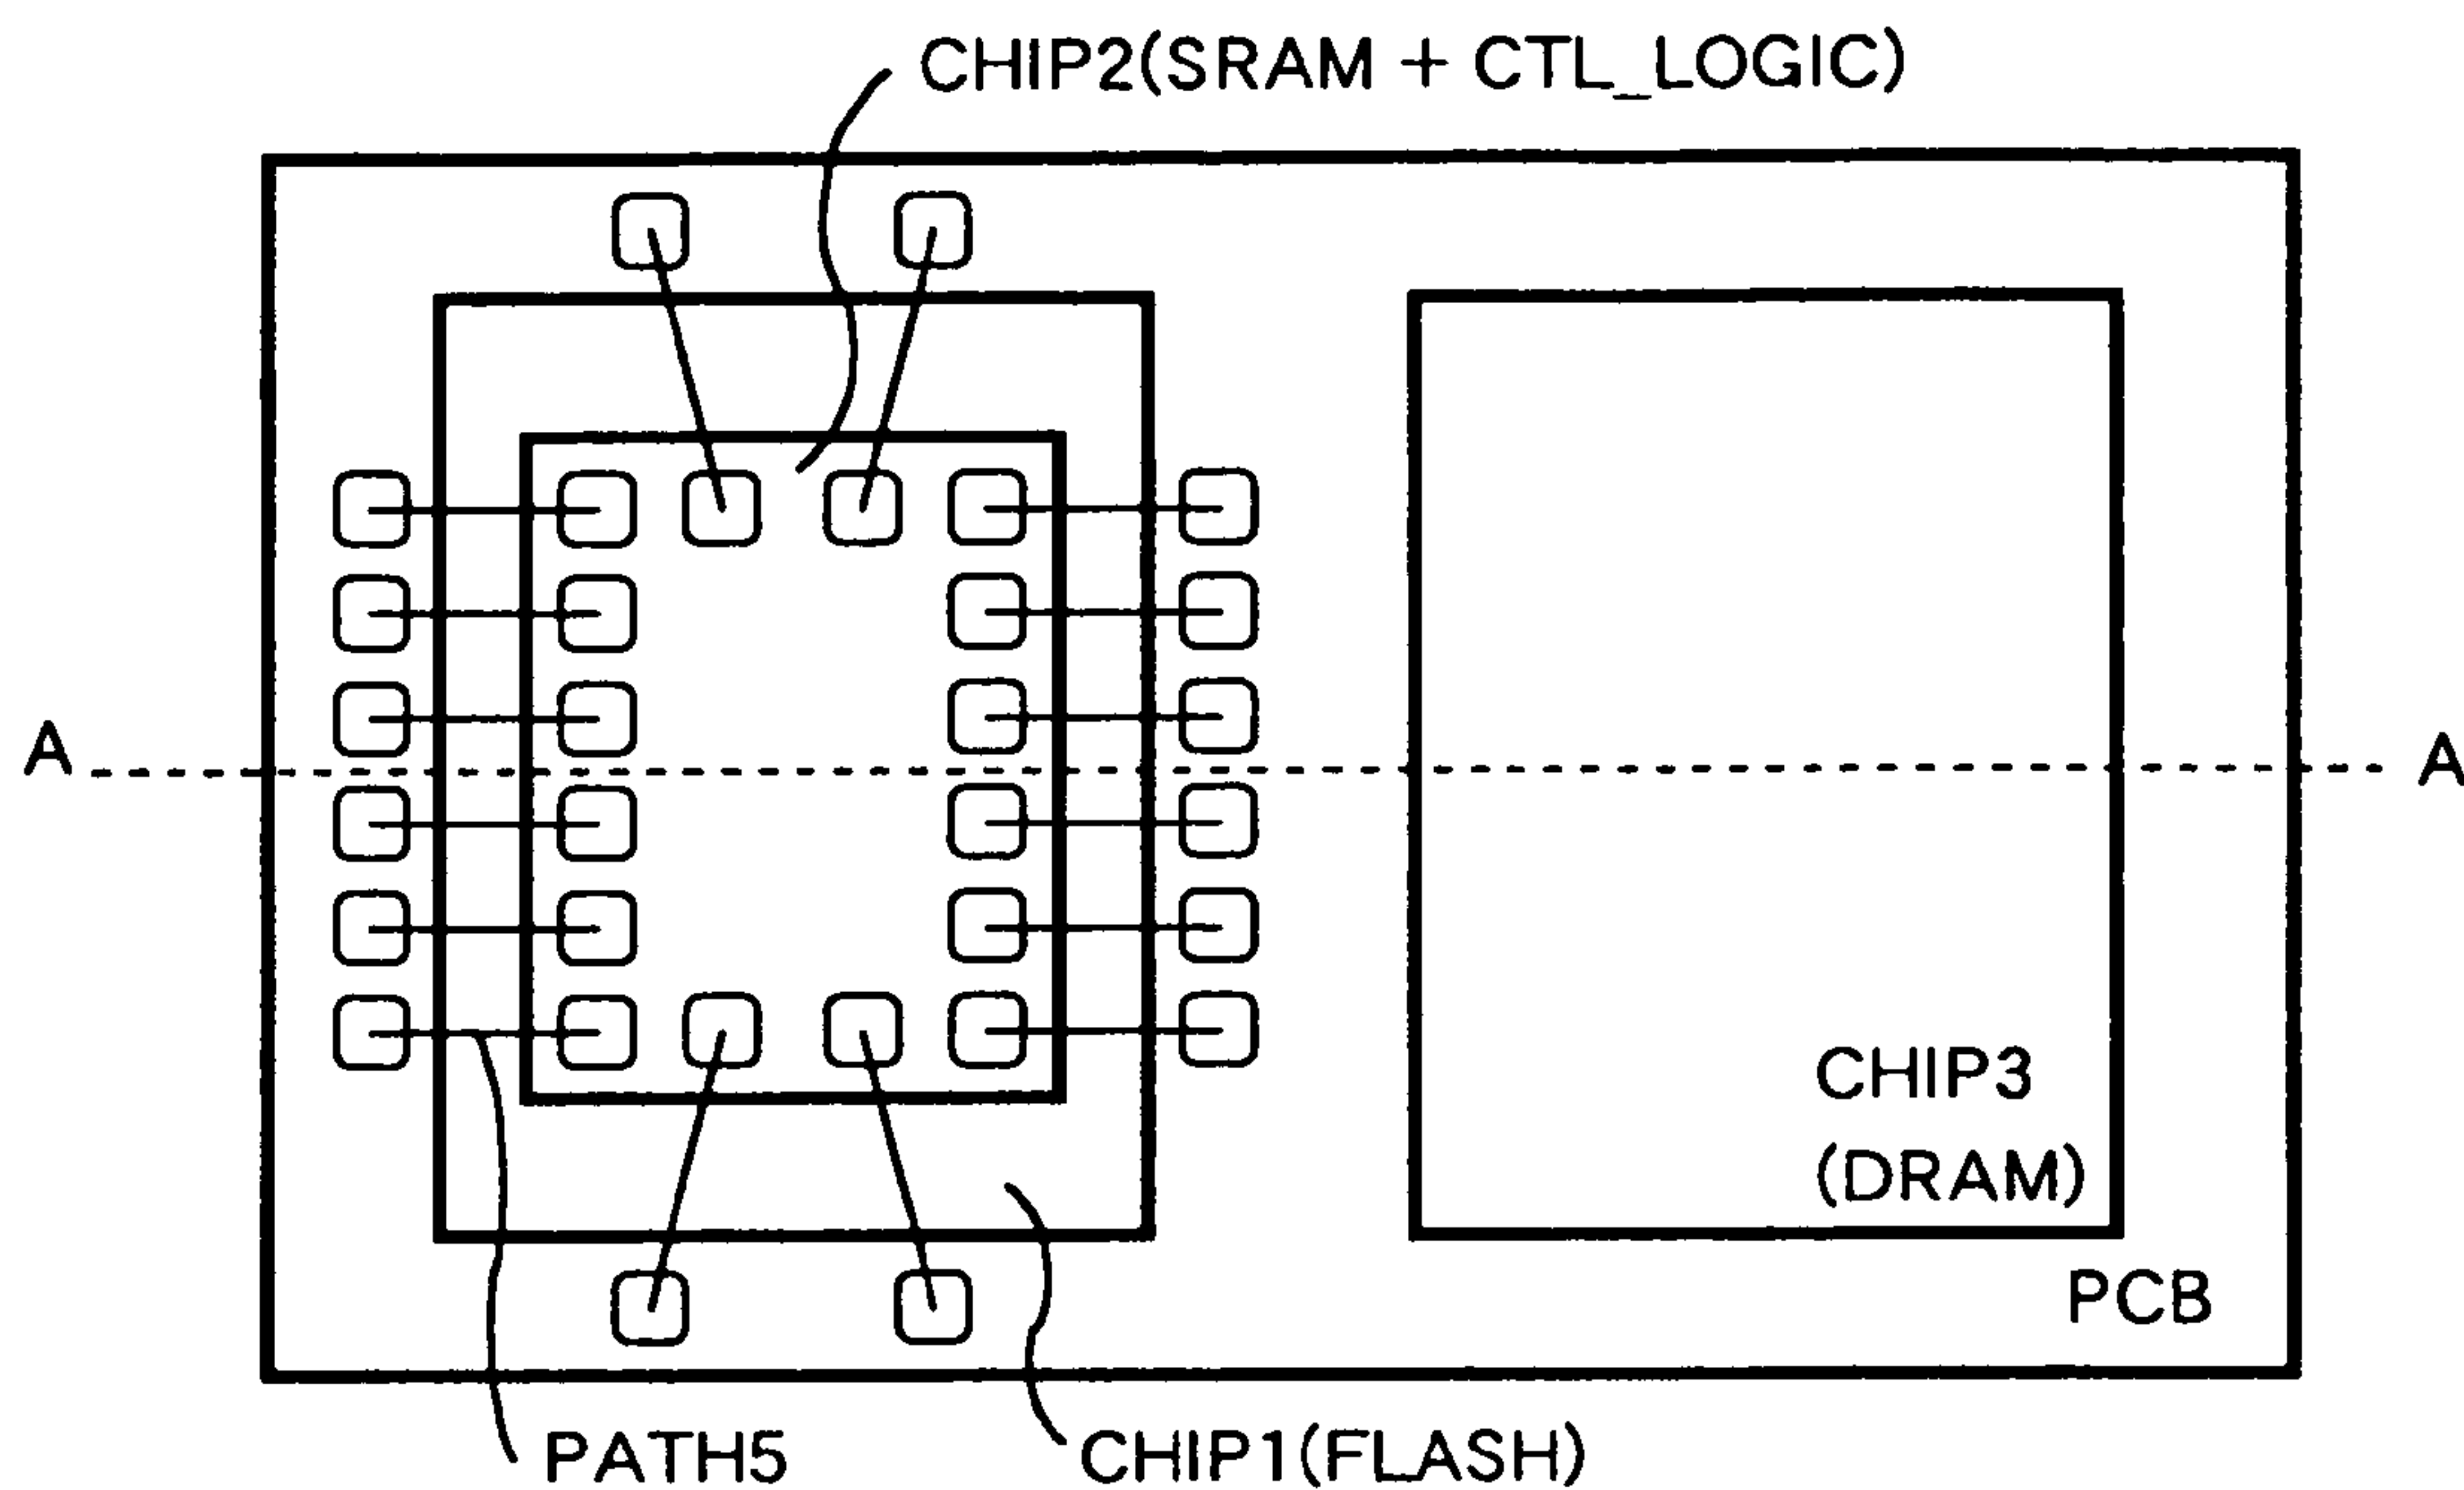 CHIP2(SRAM + CTL_LOGIC)
A
A
CHIP3
(DRAM)
PCB
PATH5
CHIP1(FLASH)